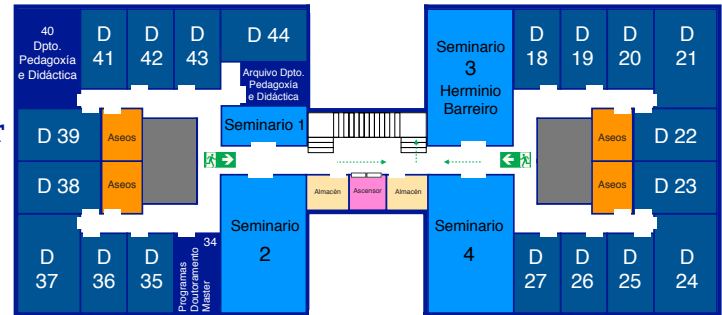 40
Dpto.
Pedagoxía
e Didáctica
D
41
D
42
D
43
D 44
Arquivo Dpto.
Pedagoxía
e Didáctica
Seminario 1
D 39
Aseos
D 38
Aseos
D
37
D
36
D
35
34
Programas
Doutoramento
Master
Seminario
2
Almacén
Ascensor
Almacén
Seminario
3
Herminio
Barreiro
D
18
D
19
D
20
D
21
Aseos
D 22
Aseos
D 23
Seminario
4
D
27
D
26
D
25
D
24